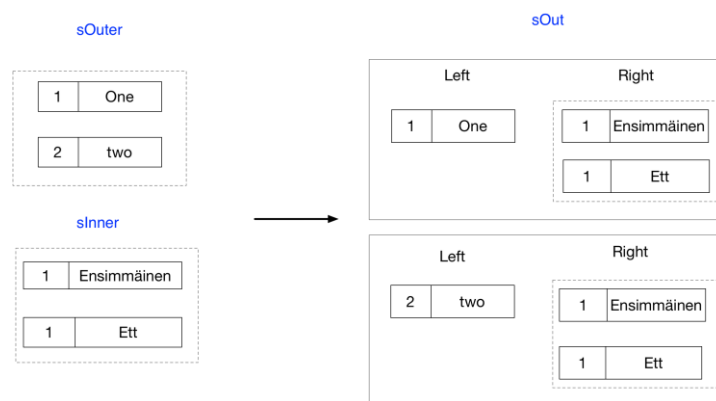 sOuter
1 One
2 two
sInner
1 Ensimmäinen
1 Ett
sOut
Left Right
1 One 1 Ensimmäinen
1 Ett
Left Right
2 two 1 Ensimmäinen
1 Ett